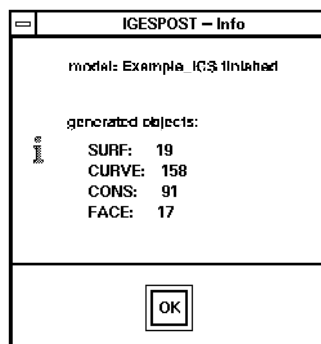 IGESPOST – Info
model: Example_ICS finished
generated objects:
SURF: 19
CURVE: 158
CONS: 91
FACE: 17
OK